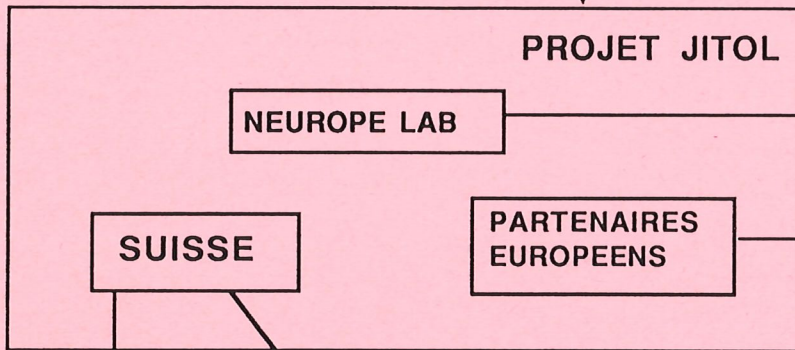 PROJET JITOL
NEUROPE LAB
PARTENAIRES
EUROPEENS
SUISSE